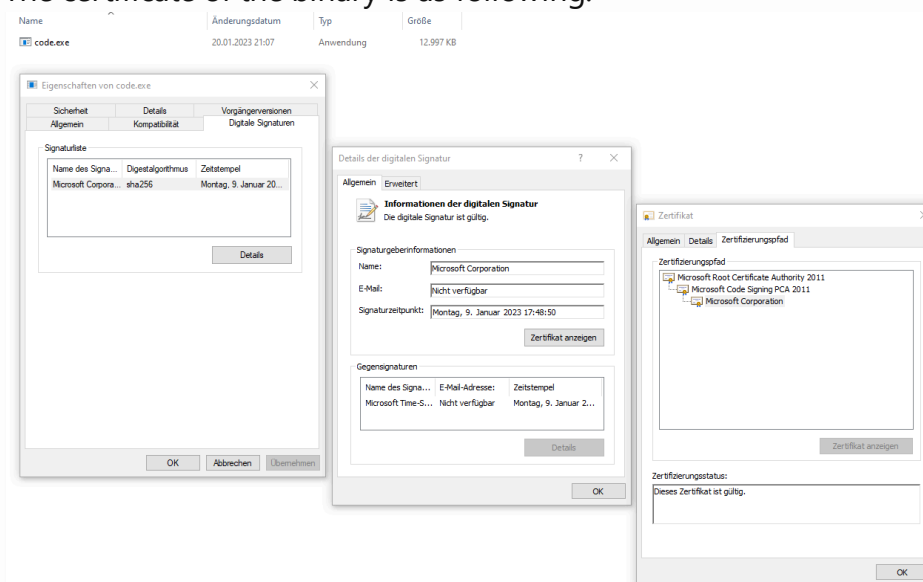 The certificate of the binary is as following:
Name Änderungsdatum Typ Größe
code.exe 20.01.2023 21:07 Anwendung 12.997 KB
Eigenschaften von code.exe
Sicherheit Details Vorgängerversionen
Allgemein Kompatibilität Digitale Signaturen
Signaturliste
Name des Signa... Digestalgorithmus Zeitstempel
Microsoft Corpora... sha256 Montag, 9. Januar 20...
Details
OK Abbrechen Übernehmen
Details der digitalen Signatur ?
Allgemein Erweitert
Informationen der digitalen Signatur
Die digitale Signatur ist gültig.
Signaturgeberinformationen
Name: Microsoft Corporation
E-Mail: Nicht verfügbar
Signaturzeitpunkt: Montag, 9. Januar 2023 17:48:50
Zertifikat anzeigen
Gegensignaturen
Name des Signa... E-Mail-Adresse: Zeitstempel
Microsoft Time-S... Nicht verfügbar Montag, 9. Januar 2...
Details
OK
Zertifikat
Allgemein Details Zertifizierungspfad
Zertifizierungspfad
Microsoft Root Certificate Authority 2011
Microsoft Code Signing PCA 2011
Microsoft Corporation
Zertifikat anzeigen
Zertifizierungsstatus:
Dieses Zertifikat ist gültig.
OK